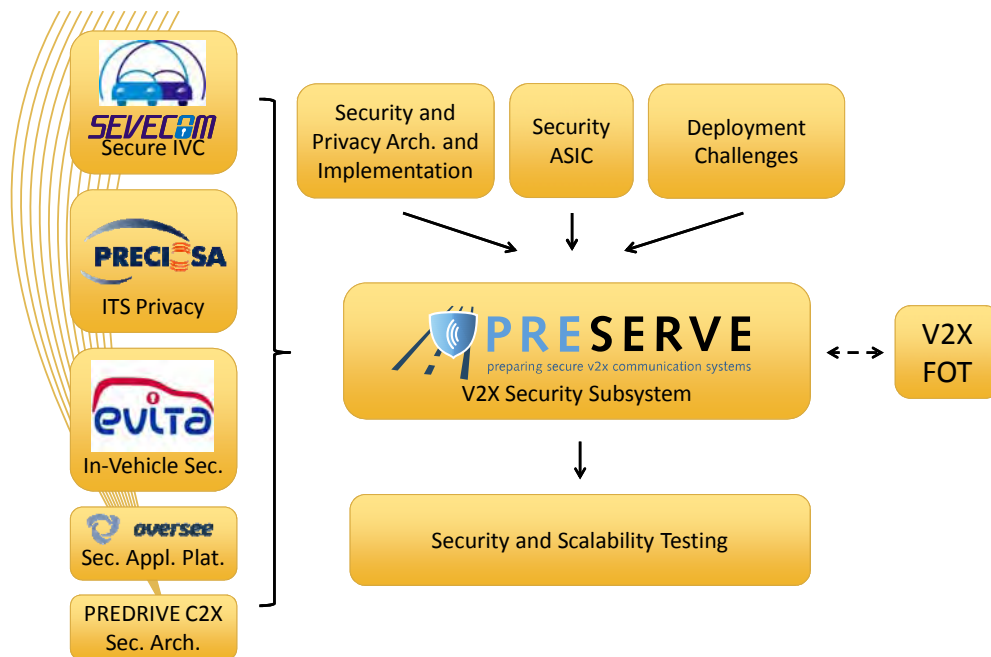 SEVECOM
Secure IVC
PRECIOSA
ITS Privacy
evita
In-Vehicle Sec.
oversee
Sec. Appl. Plat.
PREDRIVE C2X
Sec. Arch.
Security and
Privacy Arch. and
Implementation
Security
ASIC
Deployment
Challenges
PRESERVE
preparing secure v2x communication systems
V2X Security Subsystem
V2X
FOT
Security and Scalability Testing